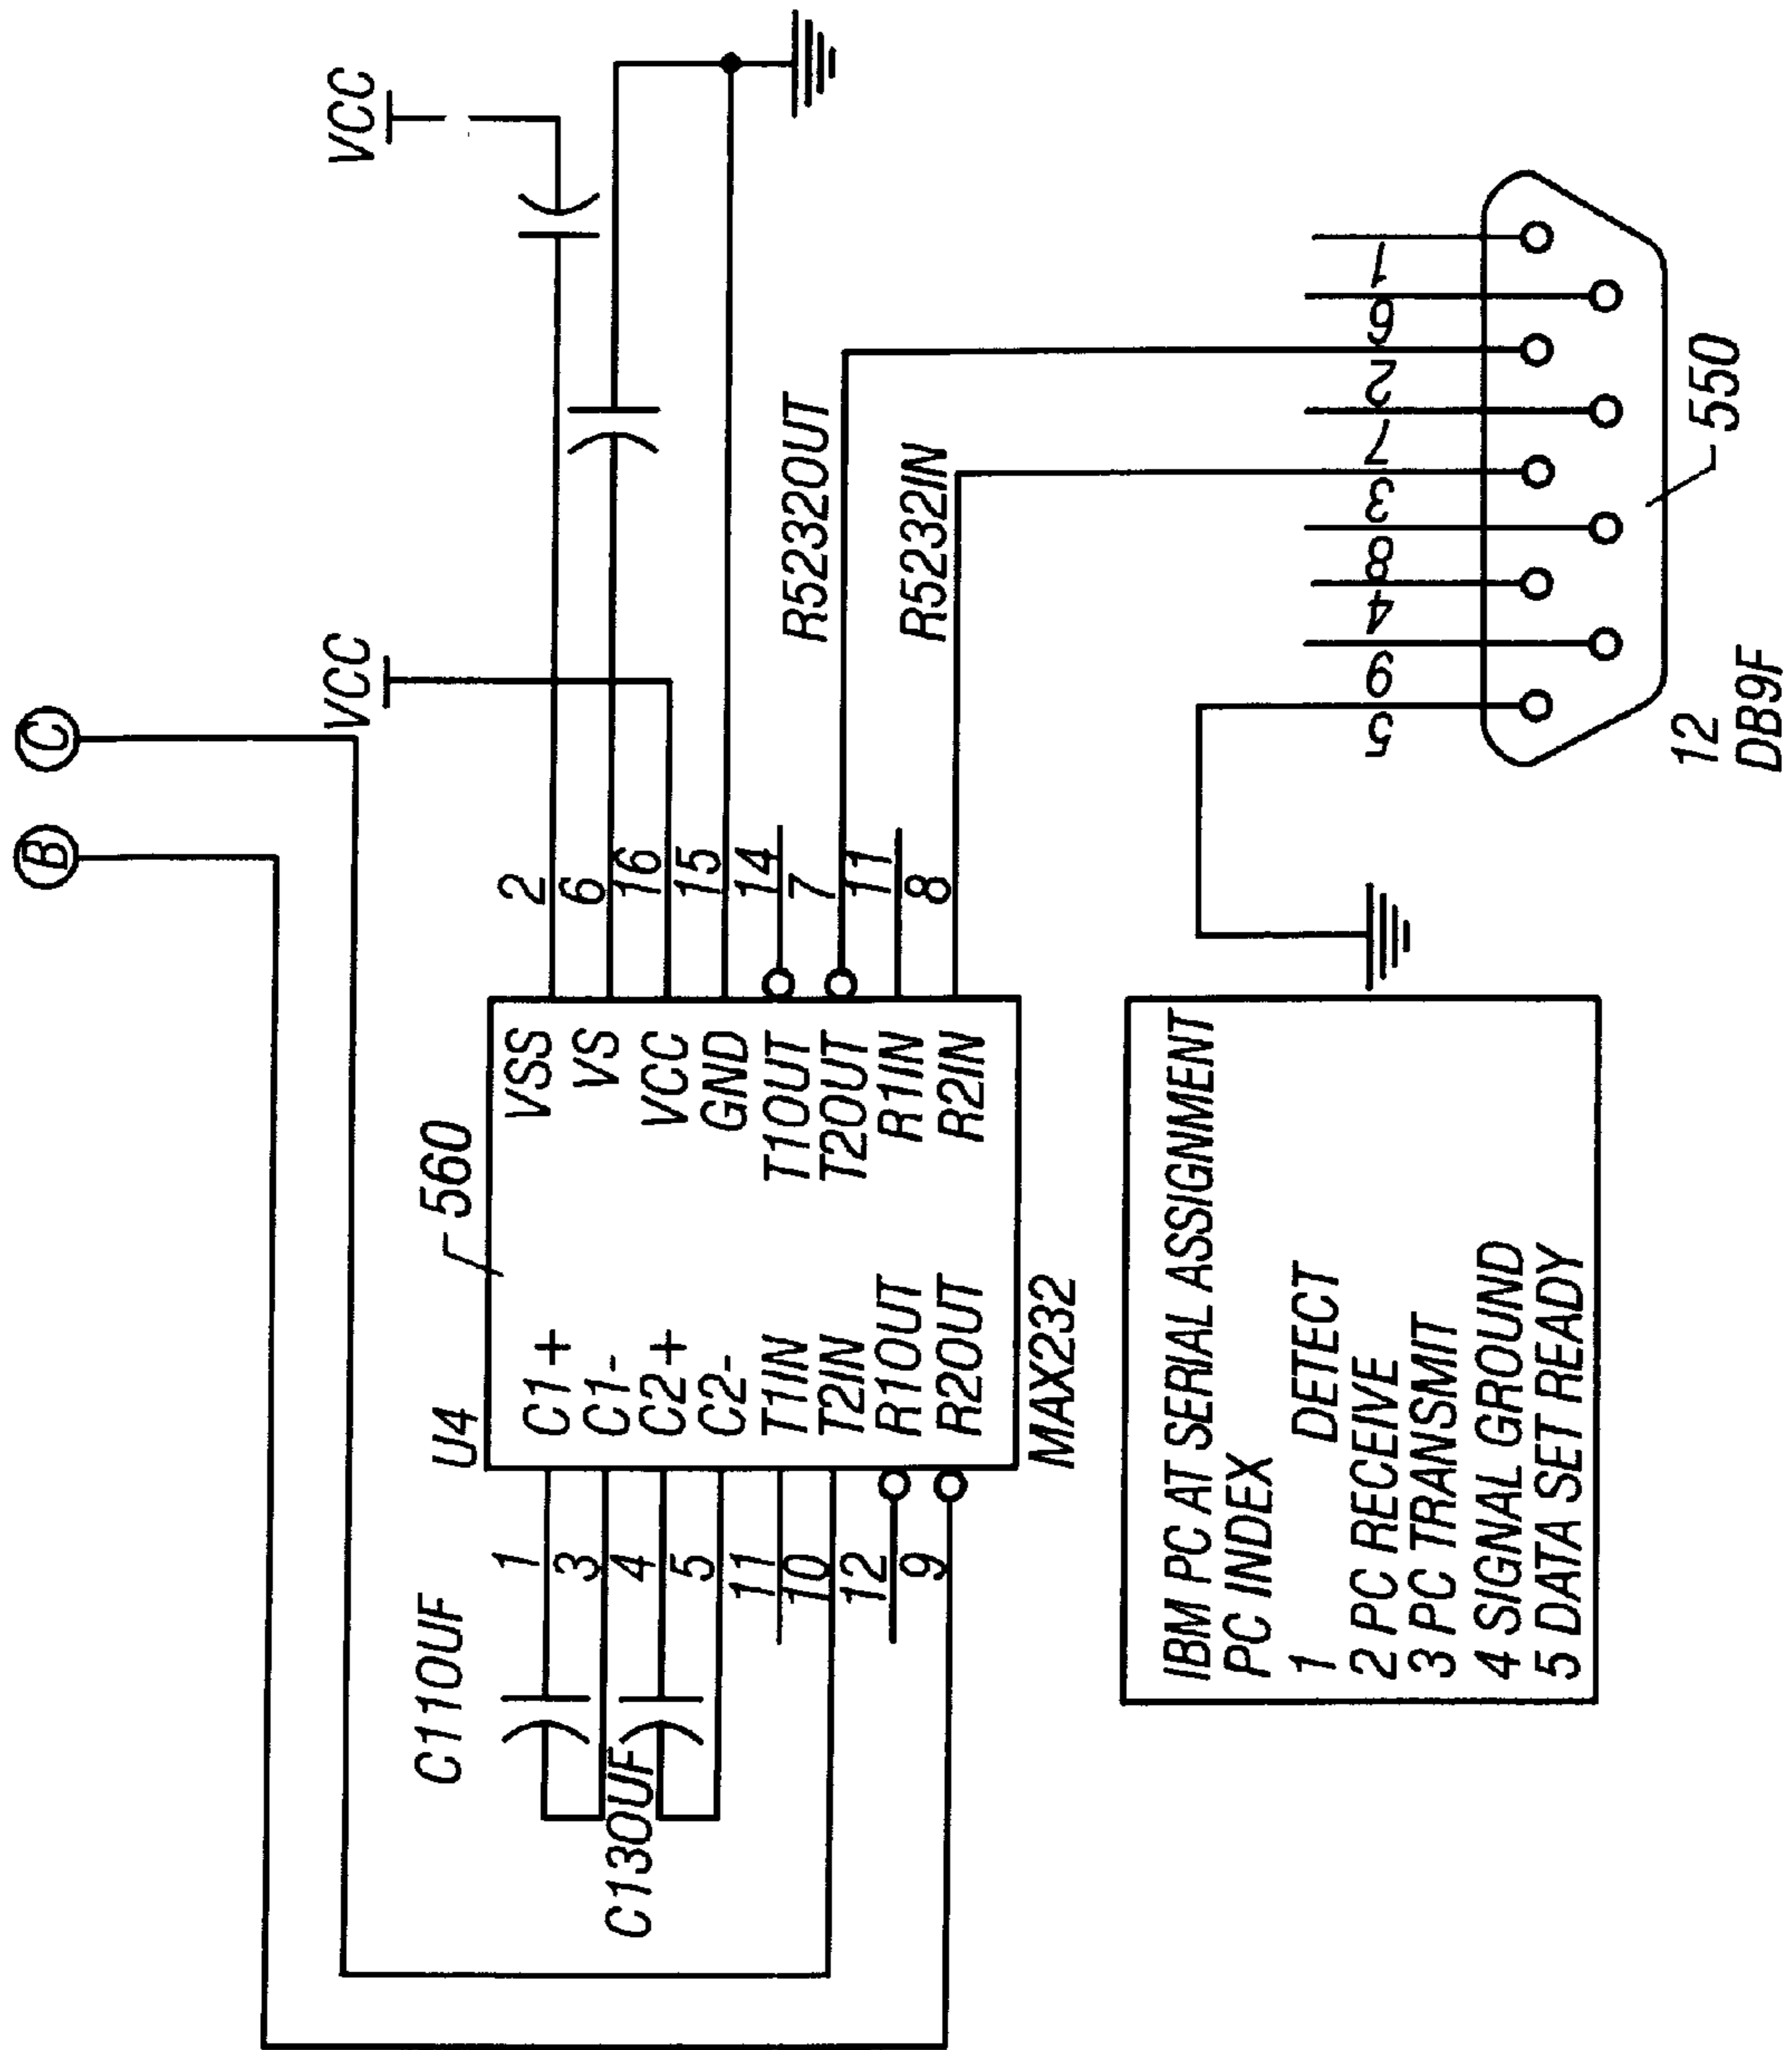 B
C
VCC
VCC
U4
560
C110UF
C130UF
1
3
4
5
11
10
12
9
C1+
C1-
C2+
C2-
T1IN
T2IN
R1OUT
R2OUT
VSS
VS
VCC
GND
T1OUT
T2OUT
R1IN
R2IN
2
6
16
15
14
7
11
8
MAX232
R5232OUT
R5232IN
5
9
4
8
3
7
2
6
1
550
12
DB9F
IBM PC AT SERIAL ASSIGNMENT
PC INDEX
1 DETECT
2 PC RECEIVE
3 PC TRANSMIT
4 SIGNAL GROUND
5 DATA SET READY